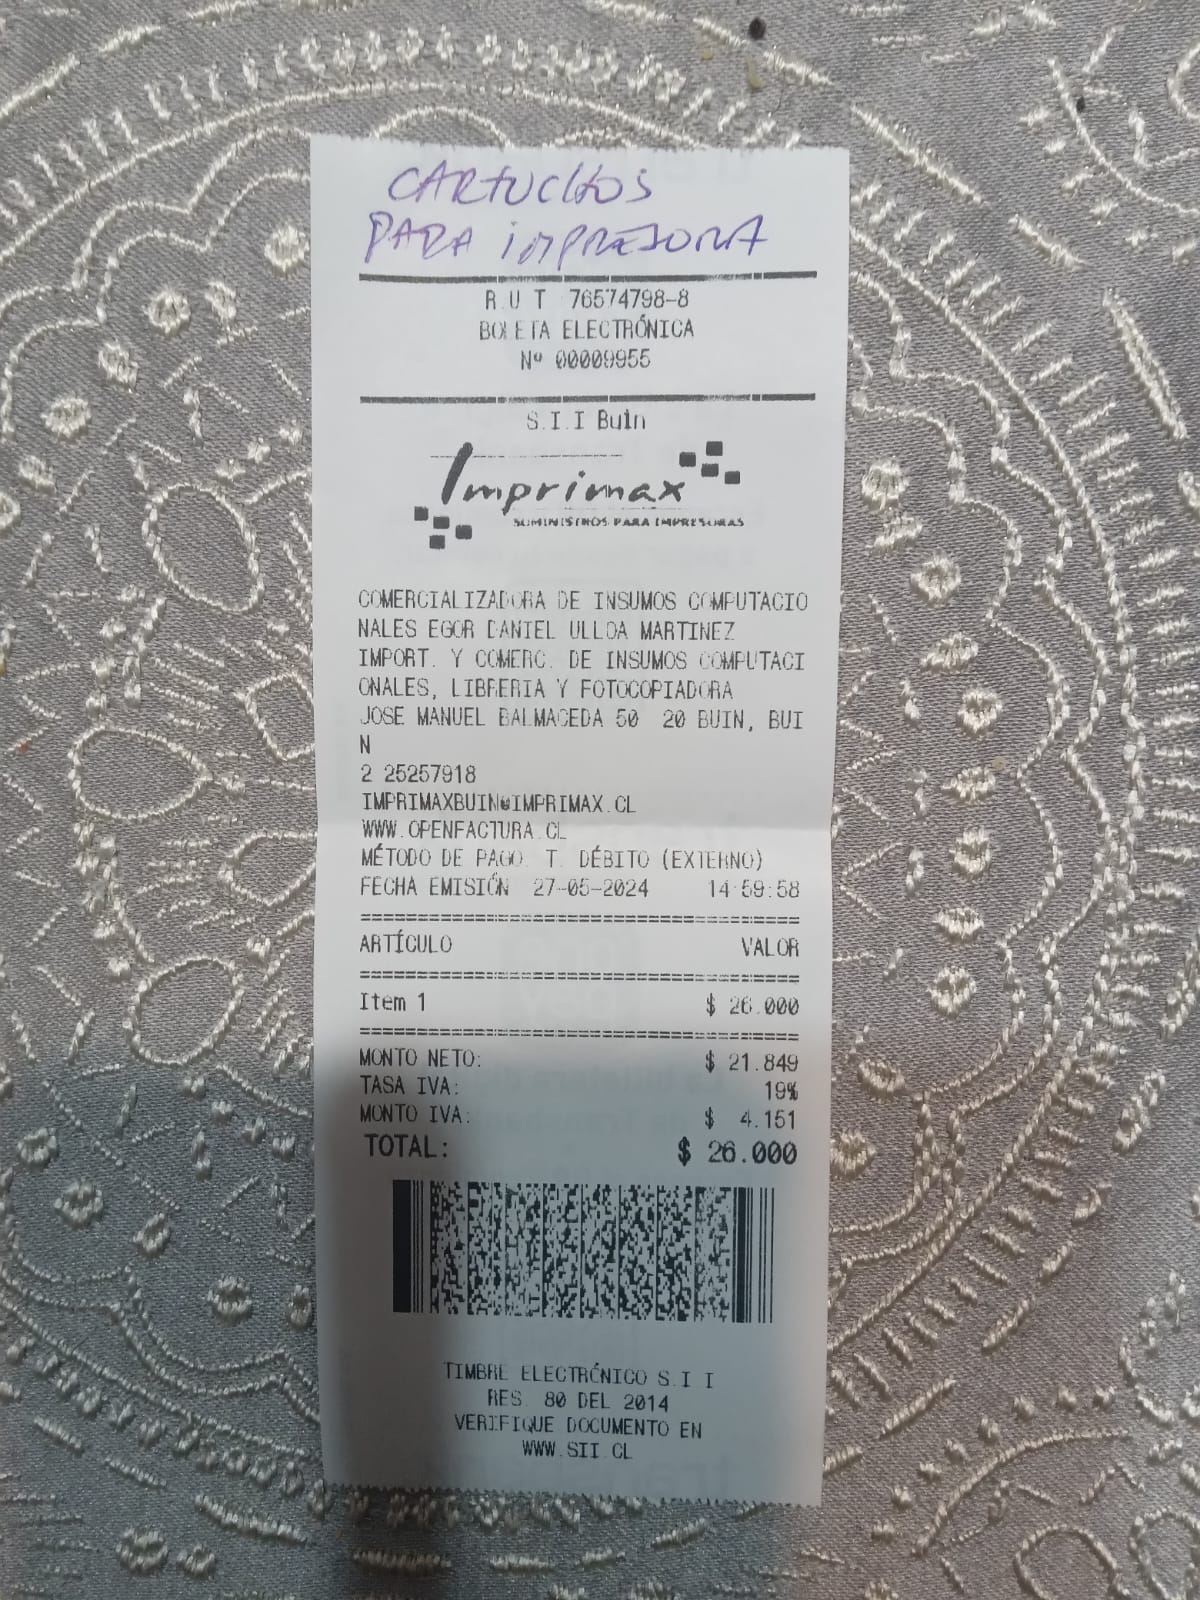 CARTUCHOS
PARA IMPRESORA
R.U.T 76574798-8
BOLETA ELECTRÓNICA
Nº 00009955
S.I.I Buin
Imprimax
SUMINISTROS PARA IMPRESORAS
COMERCIALIZADORA DE INSUMOS COMPUTACIO
NALES EGOR DANIEL ULLOA MARTINEZ
IMPORT. Y COMERC. DE INSUMOS COMPUTACI
ONALES, LIBRERIA Y FOTOCOPIADORA
JOSE MANUEL BALMACEDA 50 20 BUIN, BUI
N
2 25257918
IMPRIMAXBUIN@IMPRIMAX.CL
WWW.OPENFACTURA.CL
MÉTODO DE PAGO. T. DÉBITO (EXTERNO)
FECHA EMISIÓN 27-05-2024 14:59:58
ARTÍCULO VALOR
Item 1 $ 26.000
MONTO NETO: $ 21.849
TASA IVA: 19%
MONTO IVA: $ 4.151
TOTAL: $ 26.000
TIMBRE ELECTRÓNICO S.I I
RES. 80 DEL 2014
VERIFIQUE DOCUMENTO EN
WWW.SII.CL